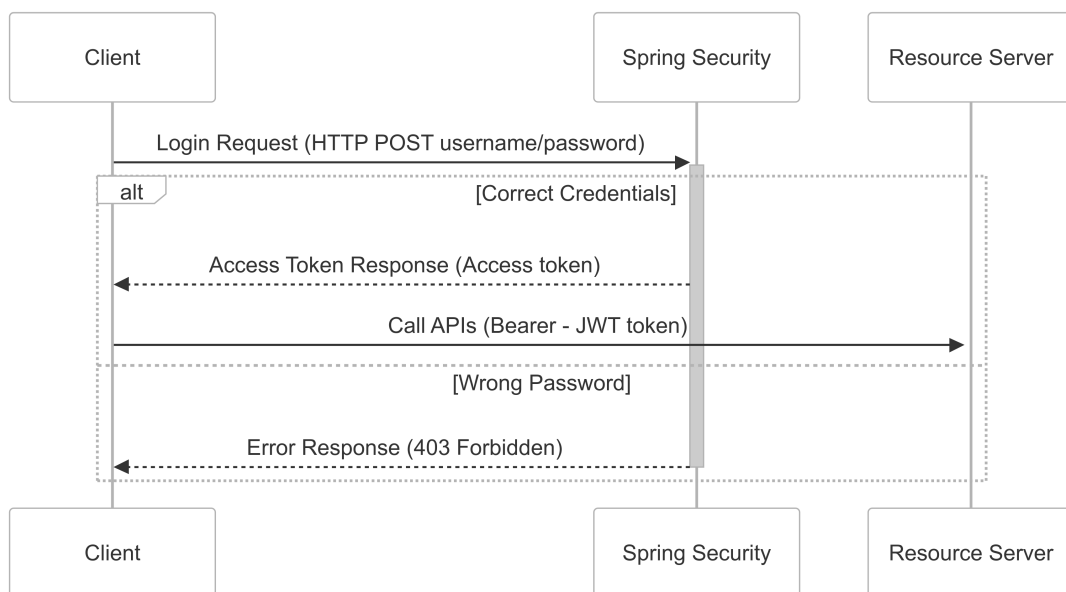 Client
Spring Security
Resource Server
Login Request (HTTP POST username/password)
alt
[Correct Credentials]
Access Token Response (Access token)
Call APIs (Bearer - JWT token)
[Wrong Password]
Error Response (403 Forbidden)
Client
Spring Security
Resource Server